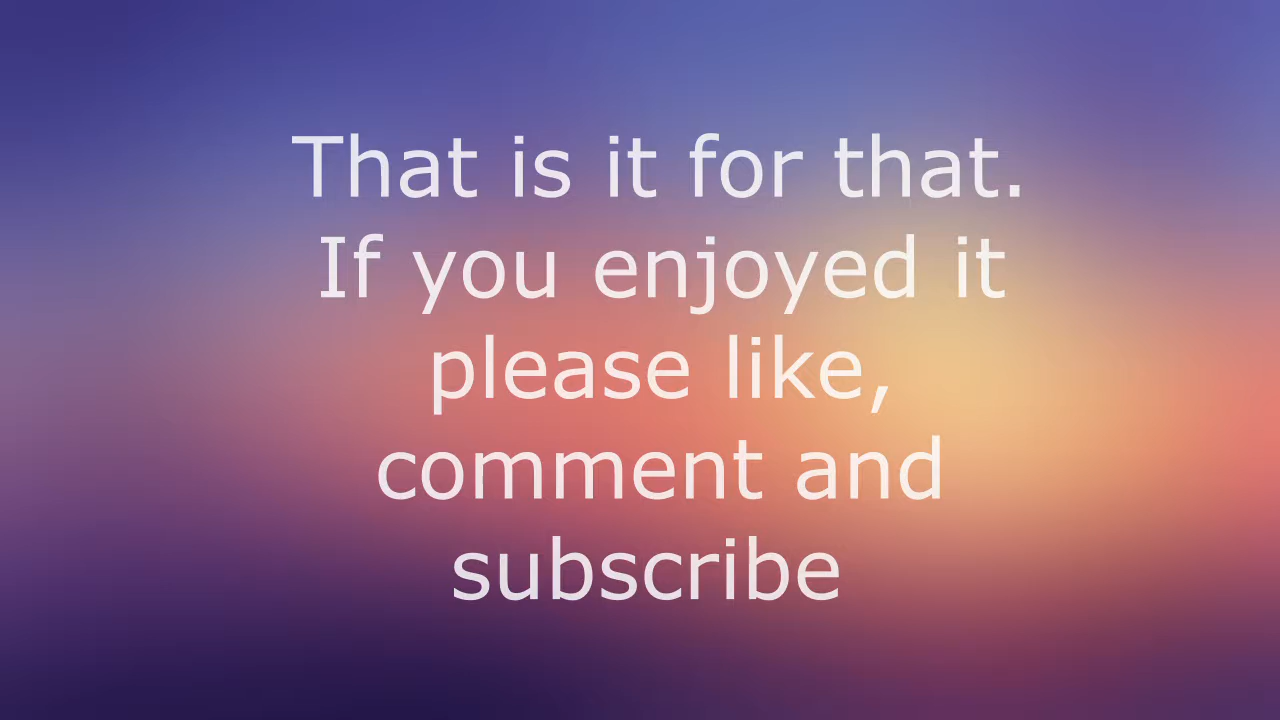 That is it for that.
If you enjoyed it
please like,
comment and
subscribe